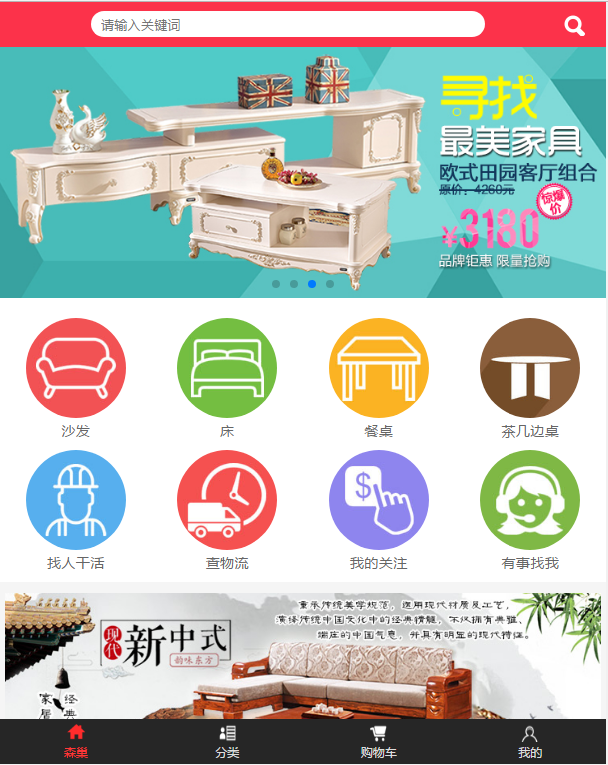 请输入关键词
寻找
最美家具
欧式田园客厅组合
原价：4260元
惊爆价
¥3180
品牌钜惠 限量抢购
沙发
床
餐桌
茶几边桌
$
找人干活
查物流
我的关注
有事找我
秉承传统美学规范，运用现代材质及工艺，
演绎传统中国文化中的经典精髓，不仅拥有典雅、
端庄的中国气息，并具有明显的现代特征。
现代
新中式
韵味东方
经典
家居
森巢
分类
购物车
我的